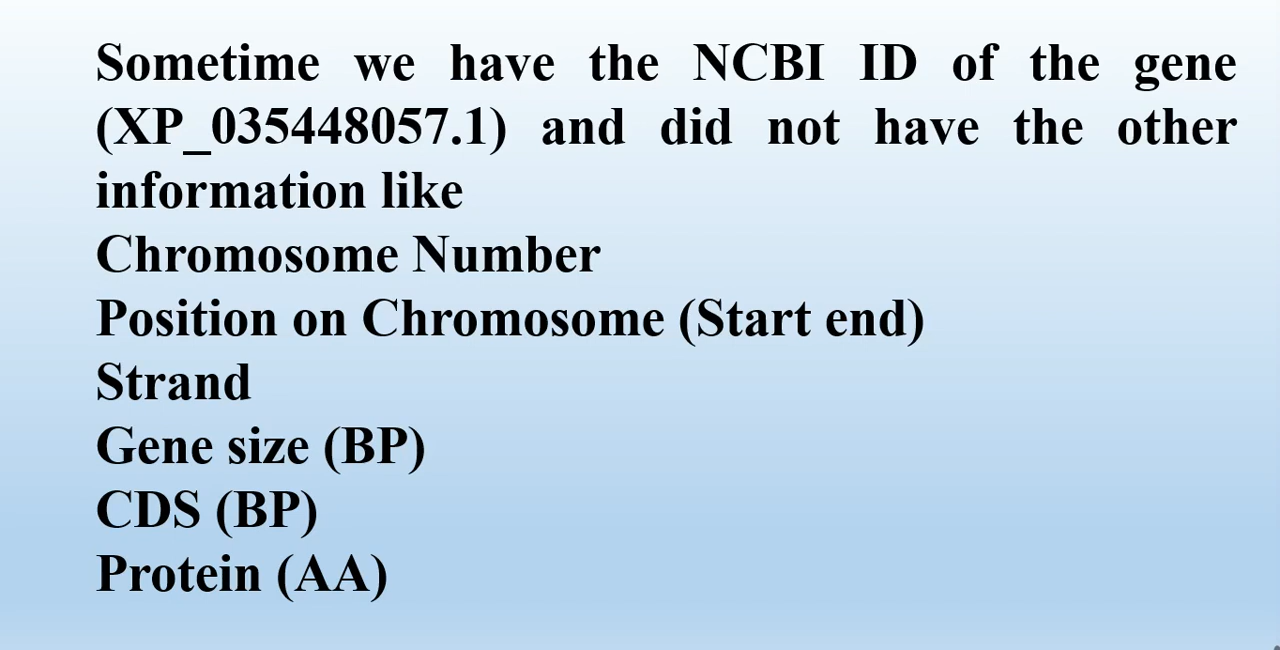 Sometime we have the NCBI ID of the gene
(XP_035448057.1) and did not have the other
information like
Chromosome Number
Position on Chromosome (Start end)
Strand
Gene size (BP)
CDS (BP)
Protein (AA)